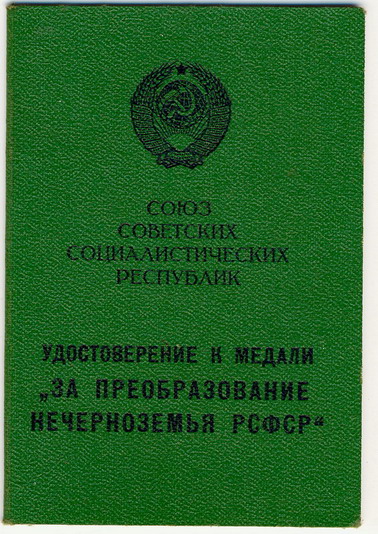 СОЮЗ
СОВЕТСКИХ
СОЦИАЛИСТИЧЕСКИХ
РЕСПУБЛИК
УДОСТОВЕРЕНИЕ К МЕДАЛИ
„ЗА ПРЕОБРАЗОВАНИЕ
НЕЧЕРНОЗЕМЬЯ РСФСР“